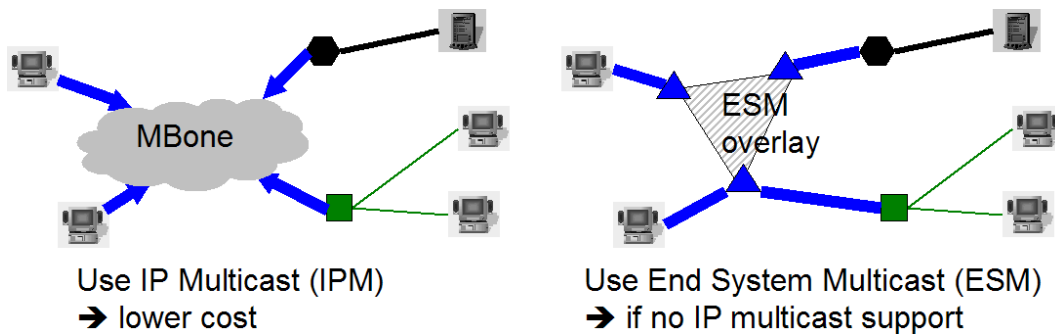 MBone
Use IP Multicast (IPM)
➔ lower cost
ESM
overlay
Use End System Multicast (ESM)
➔ if no IP multicast support